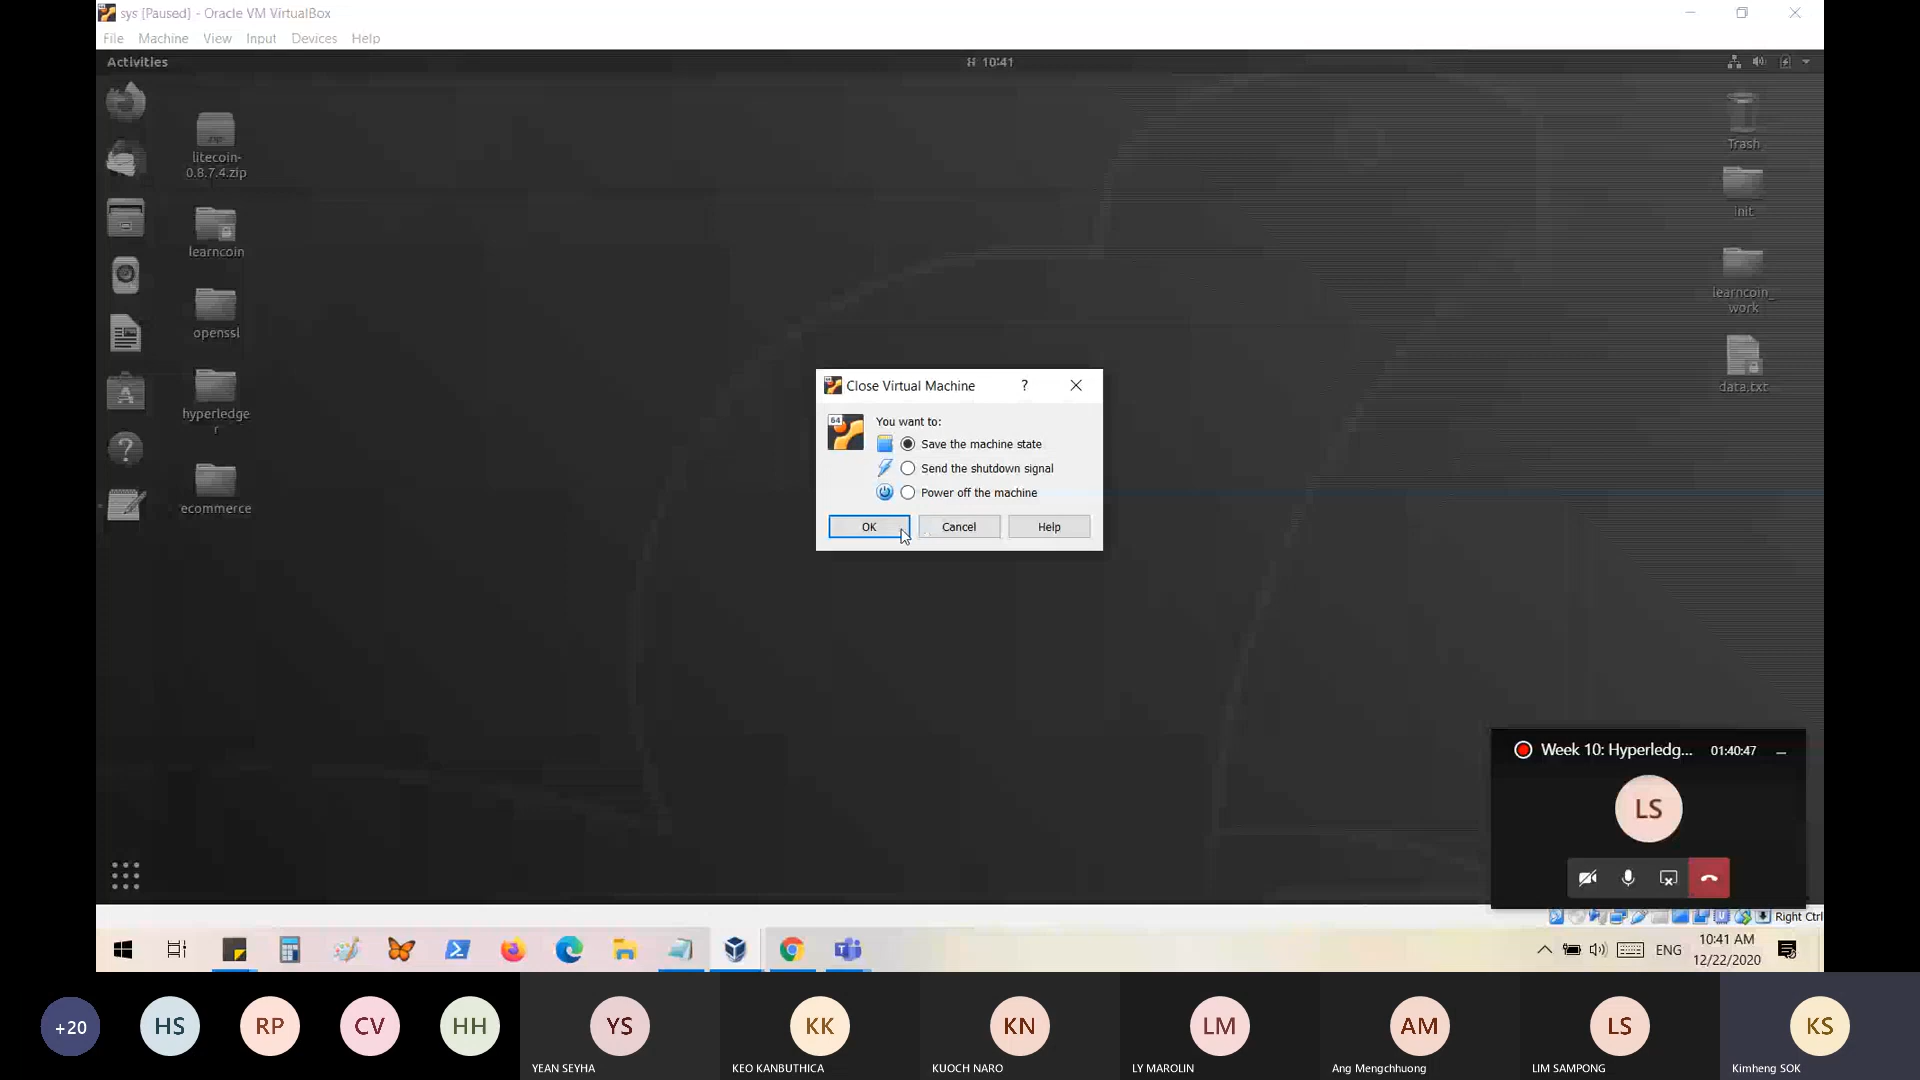 sys [Paused] - Oracle VM VirtualBox
File Machine View Input Devices Help
Activities
10:41
litecoin-
0.8.7.4.zip
learncoin
openssl
hyperledge
r
ecommerce
Trash
init
learncoin_
work
data.txt
Close Virtual Machine ?
64
You want to:
Save the machine state
Send the shutdown signal
Power off the machine
OK Cancel Help
Week 10: Hyperledg... 01:40:47
LS
Right Ctrl
ENG
10:41 AM
12/22/2020
+20 HS RP CV HH YS KK KN LM AM LS KS
YEAN SEYHA KEO KANBUTHICA KUOCH NARO LY MAROLIN Ang Mengchhuong LIM SAMPONG Kimheng SOK